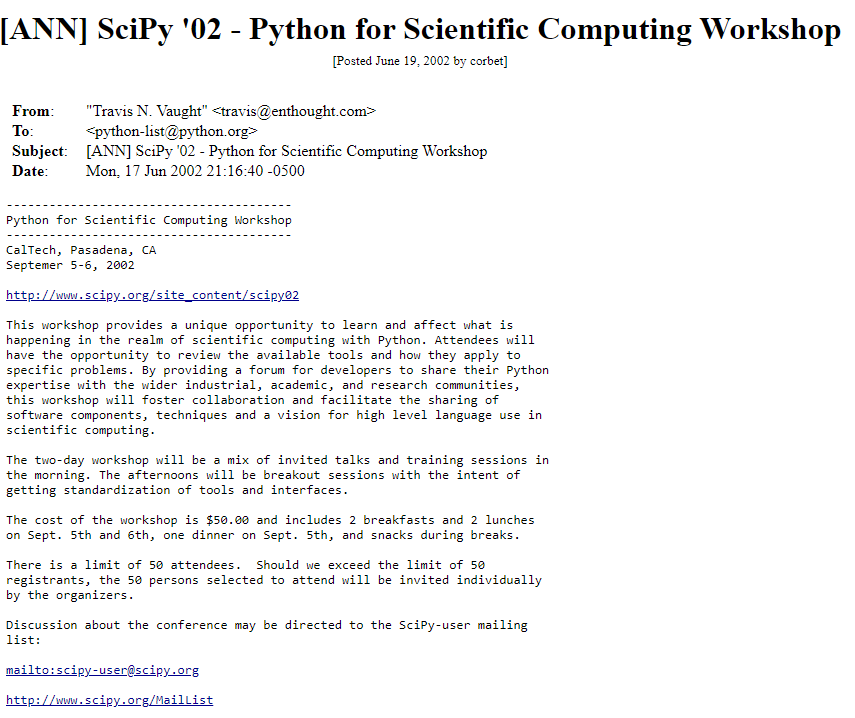 [ANN] SciPy '02 - Python for Scientific Computing Workshop
[Posted June 19, 2002 by corbet]
From: "Travis N. Vaught" <travis@enthought.com>
To: <python-list@python.org>
Subject: [ANN] SciPy '02 - Python for Scientific Computing Workshop
Date: Mon, 17 Jun 2002 21:16:40 -0500
----------------------------------------
Python for Scientific Computing Workshop
----------------------------------------
CalTech, Pasadena, CA
Septemer 5-6, 2002
http://www.scipy.org/site_content/scipy02
This workshop provides a unique opportunity to learn and affect what is
happening in the realm of scientific computing with Python. Attendees will
have the opportunity to review the available tools and how they apply to
specific problems. By providing a forum for developers to share their Python
expertise with the wider industrial, academic, and research communities,
this workshop will foster collaboration and facilitate the sharing of
software components, techniques and a vision for high level language use in
scientific computing.
The two-day workshop will be a mix of invited talks and training sessions in
the morning. The afternoons will be breakout sessions with the intent of
getting standardization of tools and interfaces.
The cost of the workshop is $50.00 and includes 2 breakfasts and 2 lunches
on Sept. 5th and 6th, one dinner on Sept. 5th, and snacks during breaks.
There is a limit of 50 attendees.  Should we exceed the limit of 50
registrants, the 50 persons selected to attend will be invited individually
by the organizers.
Discussion about the conference may be directed to the SciPy-user mailing
list:
mailto:scipy-user@scipy.org
http://www.scipy.org/MailList